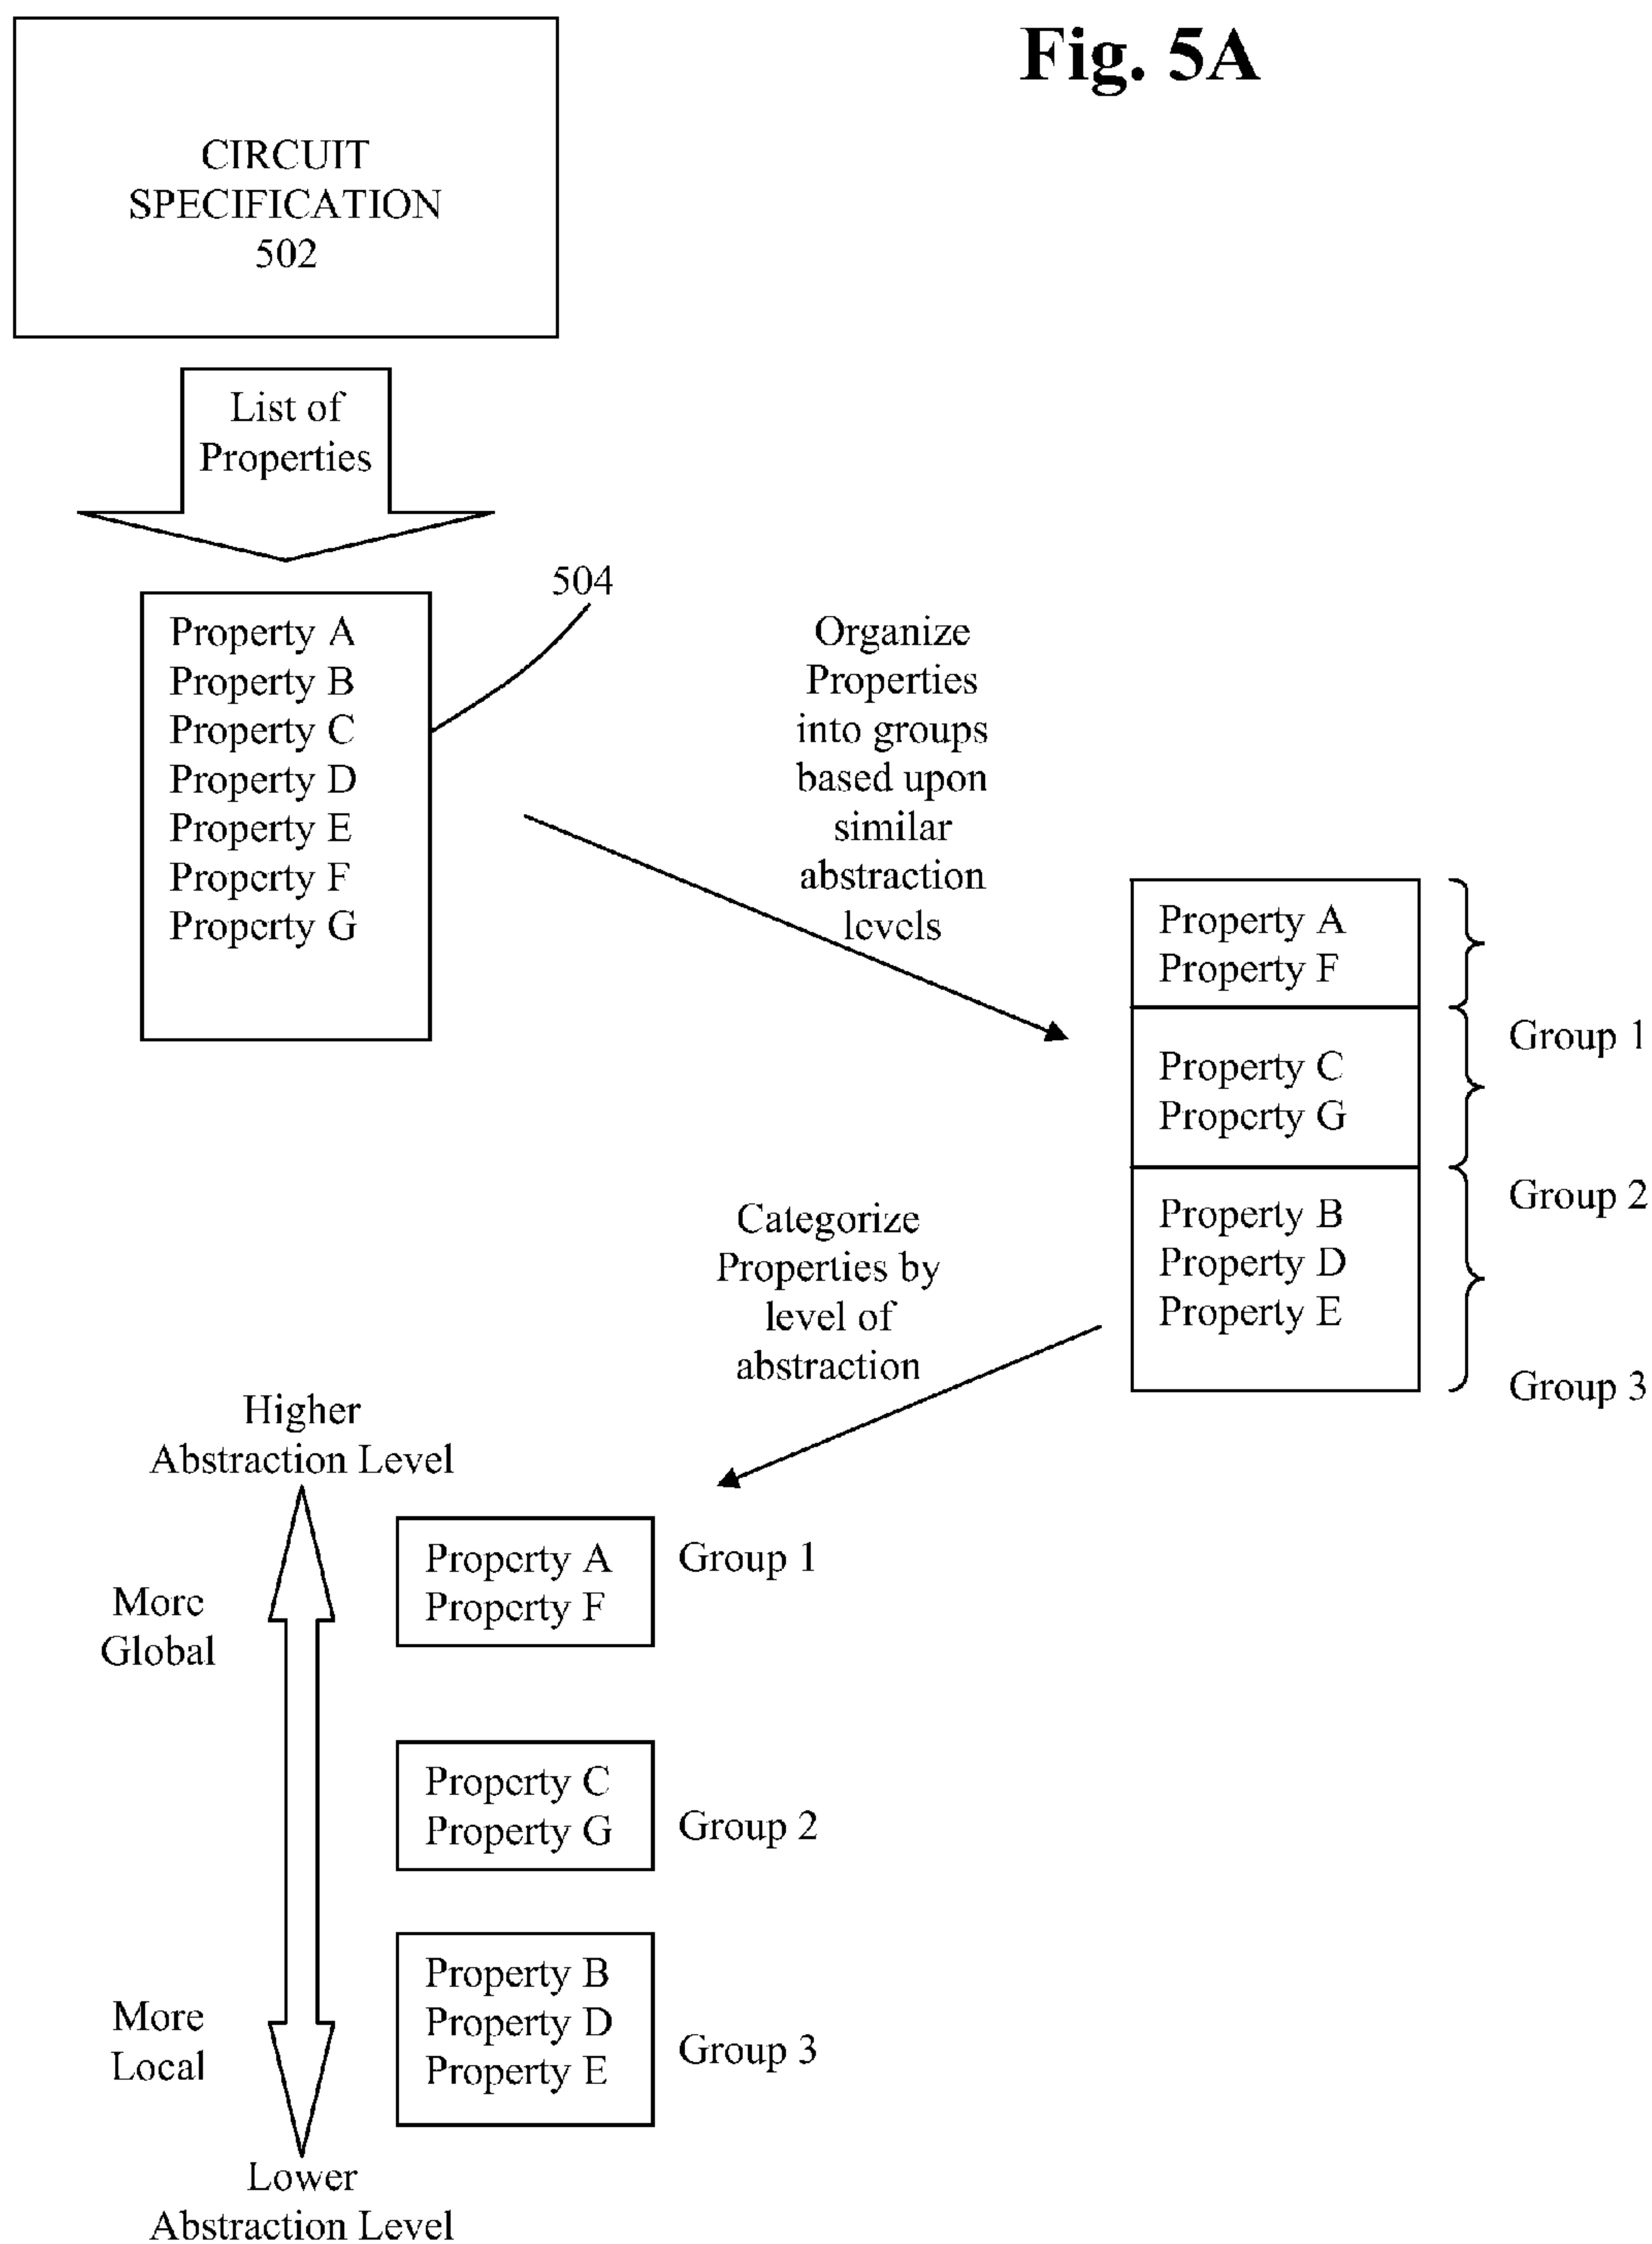 Fig. 5A
CIRCUIT
SPECIFICATION
502
List of
Properties
504
Property A
Property B
Property C
Property D
Property E
Property F
Property G
Organize
Properties
into groups
based upon
similar
abstraction
levels
Property A
Property F
Group 1
Property C
Property G
Group 2
Property B
Property D
Property E
Group 3
Categorize
Properties by
level of
abstraction
Higher
Abstraction Level
More
Global
Property A
Property F
Group 1
Property C
Property G
Group 2
More
Local
Property B
Property D
Property E
Group 3
Lower
Abstraction Level